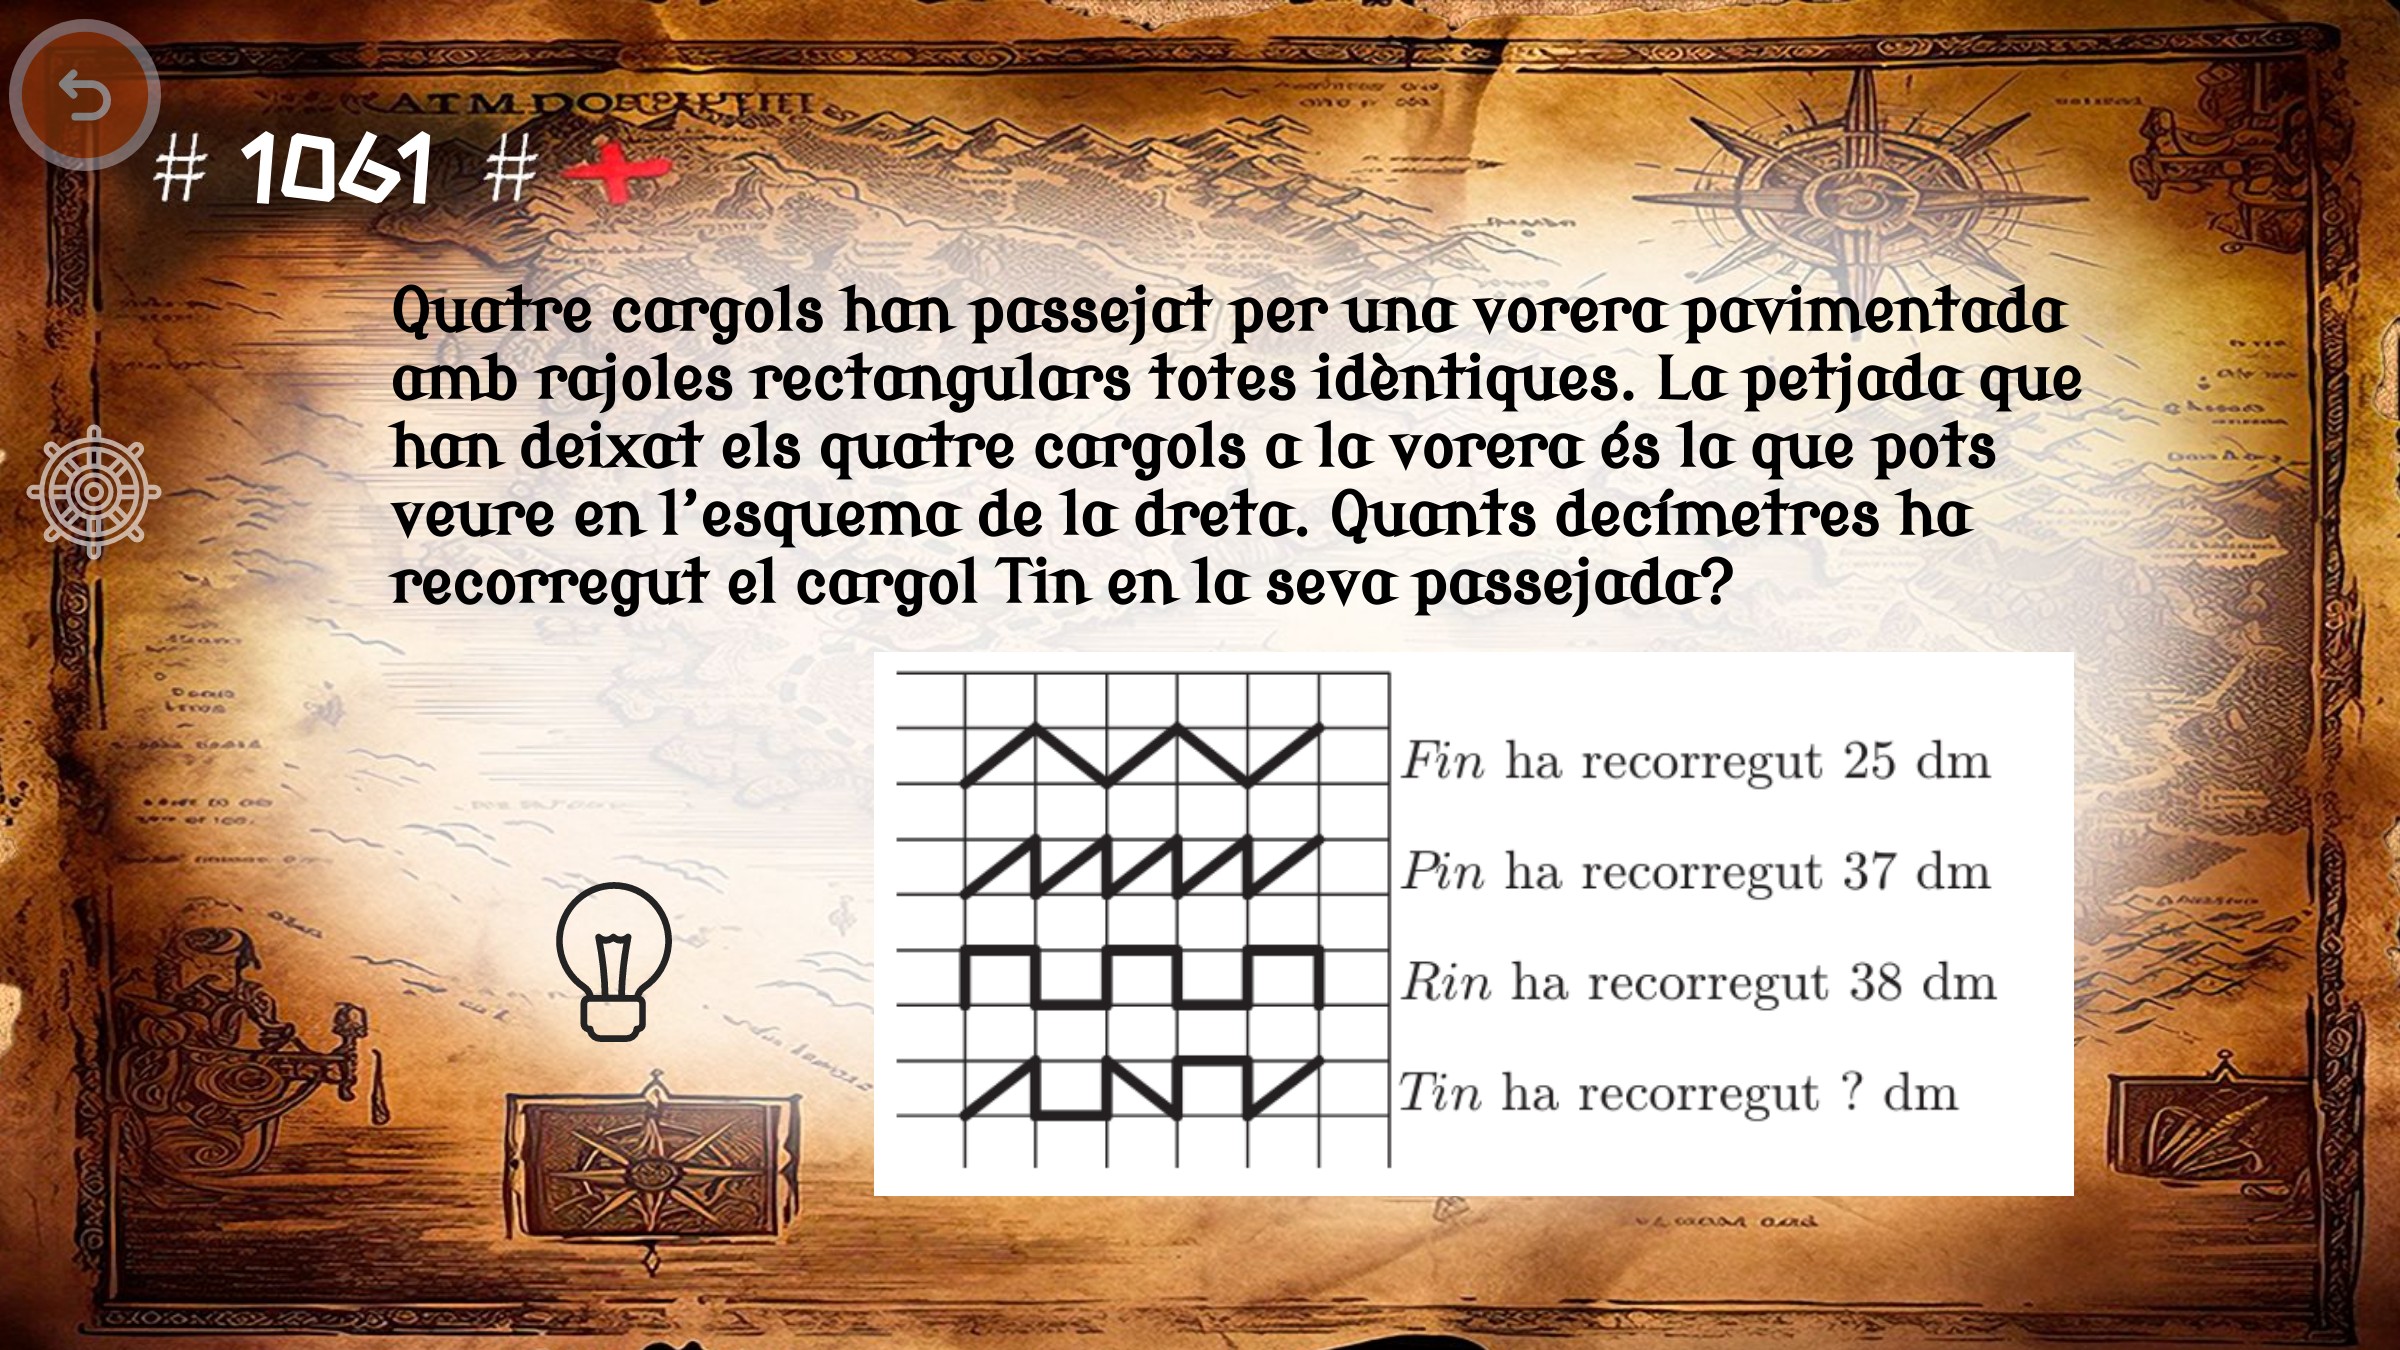 # 1061 #
Quatre cargols han passejat per una vorera pavimentada
amb rajoles rectangulars totes idèntiques. La petjada que
han deixat els quatre cargols a la vorera és la que pots
veure en l’esquema de la dreta. Quants decímetres ha
recorregut el cargol Tin en la seva passejada?
Fin ha recorregut 25 dm
Pin ha recorregut 37 dm
Rin ha recorregut 38 dm
Tin ha recorregut ? dm